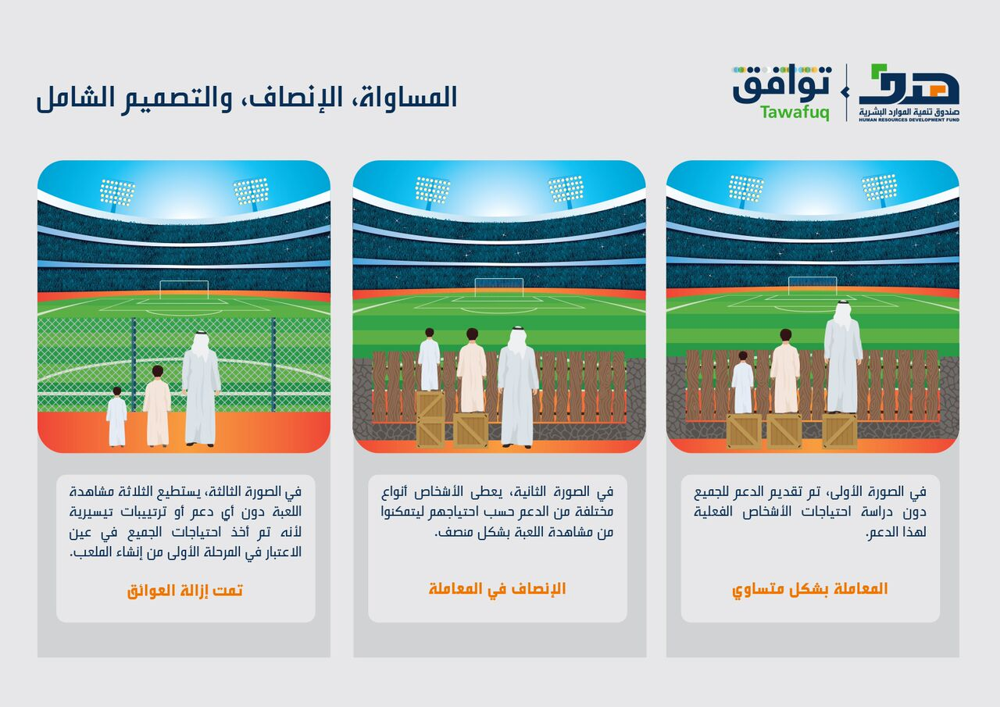 هدف
صندوق تنمية الموارد البشرية
HUMAN RESOURCES DEVELOPMENT FUND
توافق
Tawafuq
المساواة، الإنصاف، والتصميم الشامل
في الصورة الأولى، تم تقديم الدعم للجميع
دون دراسة احتياجات الأشخاص الفعلية
لهذا الدعم.
المعاملة بشكل متساوي
في الصورة الثانية، يعطى الأشخاص أنواع
مختلفة من الدعم حسب احتياجهم ليتمكنوا
من مشاهدة اللعبة بشكل منصف.
الإنصاف في المعاملة
في الصورة الثالثة، يستطيع الثلاثة مشاهدة
اللعبة دون أي دعم أو ترتييبات تيسيرية
لأنه تم أخذ احتياجات الجميع في عين
الاعتبار في المرحلة الأولى من إنشاء الملعب.
تمت إزالة العوائق